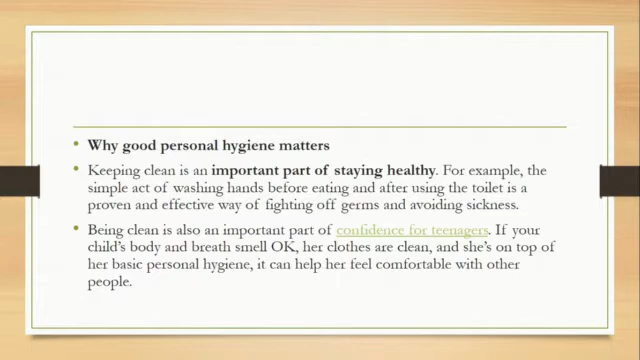 Why good personal hygiene matters
Keeping clean is an important part of staying healthy. For example, the
simple act of washing hands before eating and after using the toilet is a
proven and effective way of fighting off germs and avoiding sickness.
Being clean is also an important part of confidence for teenagers. If your
child’s body and breath smell OK, her clothes are clean, and she’s on top of
her basic personal hygiene, it can help her feel comfortable with other
people.